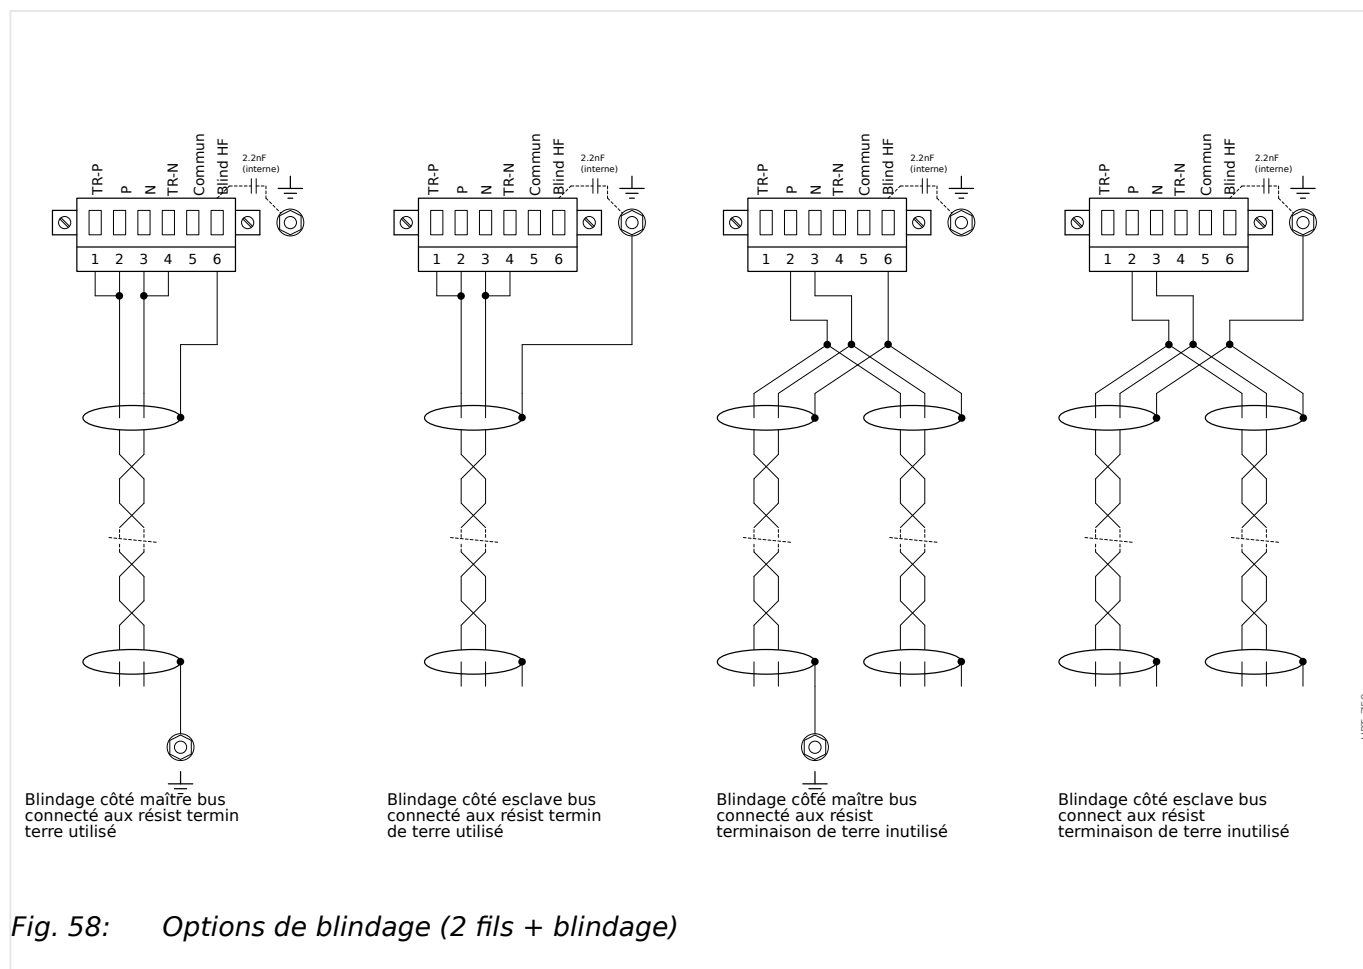 TR-P
P
N
TR-N
Commun
Blind HF
2.2nF
(interne)
1 2 3 4 5 6
TR-P
P
N
TR-N
Commun
Blind HF
2.2nF
(interne)
1 2 3 4 5 6
TR-P
P
N
TR-N
Commun
Blind HF
2.2nF
(interne)
1 2 3 4 5 6
TR-P
P
N
TR-N
Commun
Blind HF
2.2nF
(interne)
1 2 3 4 5 6
Blindage côté maître bus
connecté aux résist termin
terre utilisé
Blindage côté esclave bus
connecté aux résist termin
de terre utilisé
Blindage côté maître bus
connecté aux résist
terminaison de terre inutilisé
Blindage côté esclave bus
connect aux résist
terminaison de terre inutilisé
Fig. 58: Options de blindage (2 fils + blindage)